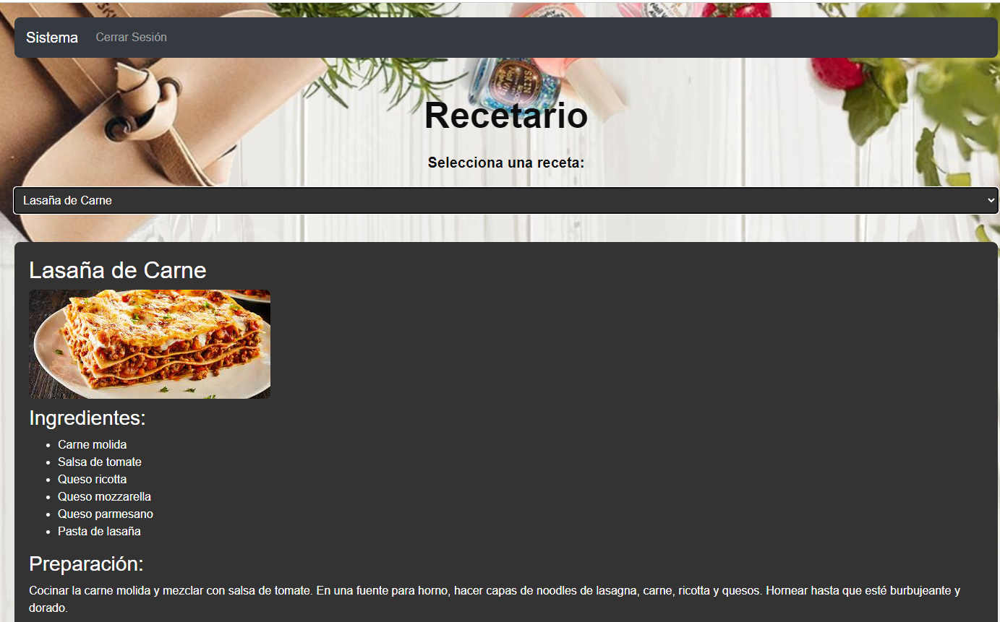 Sistema Cerrar Sesión
Recetario
Selecciona una receta:
Lasaña de Carne
Lasaña de Carne
Ingredientes:
Carne molida
Salsa de tomate
Queso ricotta
Queso mozzarella
Queso parmesano
Pasta de lasaña
Preparación:
Cocinar la carne molida y mezclar con salsa de tomate. En una fuente para horno, hacer capas de noodles de lasagna, carne, ricotta y quesos. Hornear hasta que esté burbujeante y
dorado.